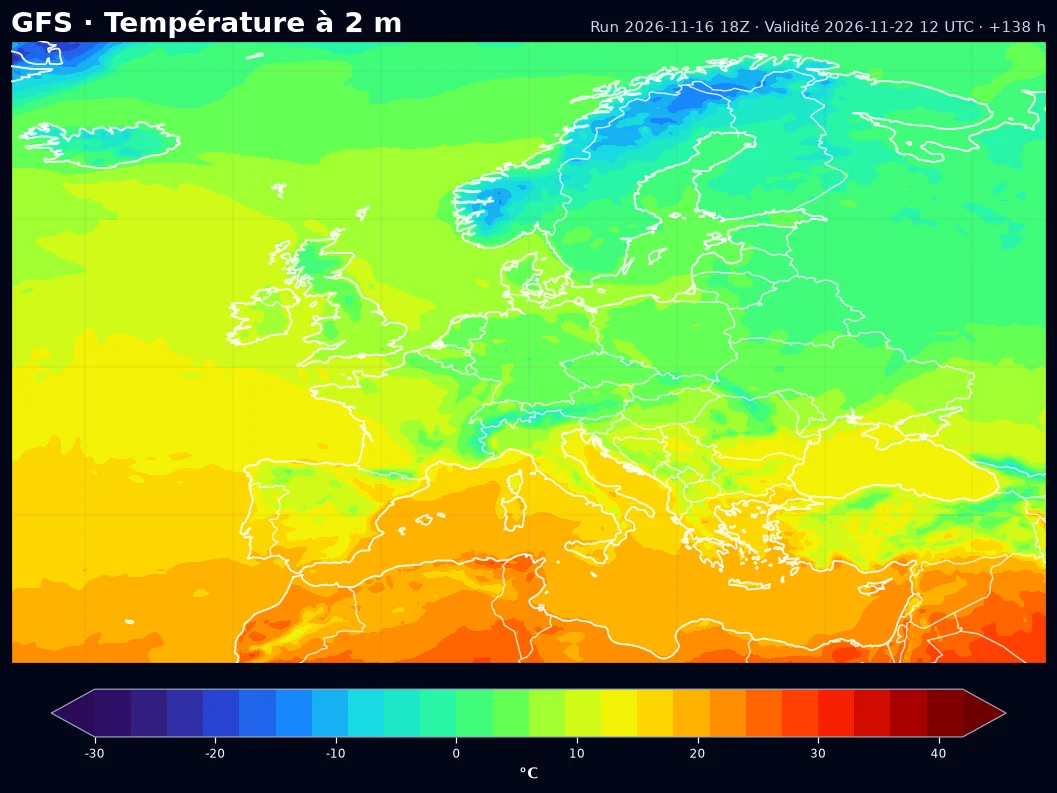 GFS · Température à 2 m
Run 2026-11-16 18Z · Validité 2026-11-22 12 UTC · +138 h
-30 -20 -10 0 10 20 30 40
°C